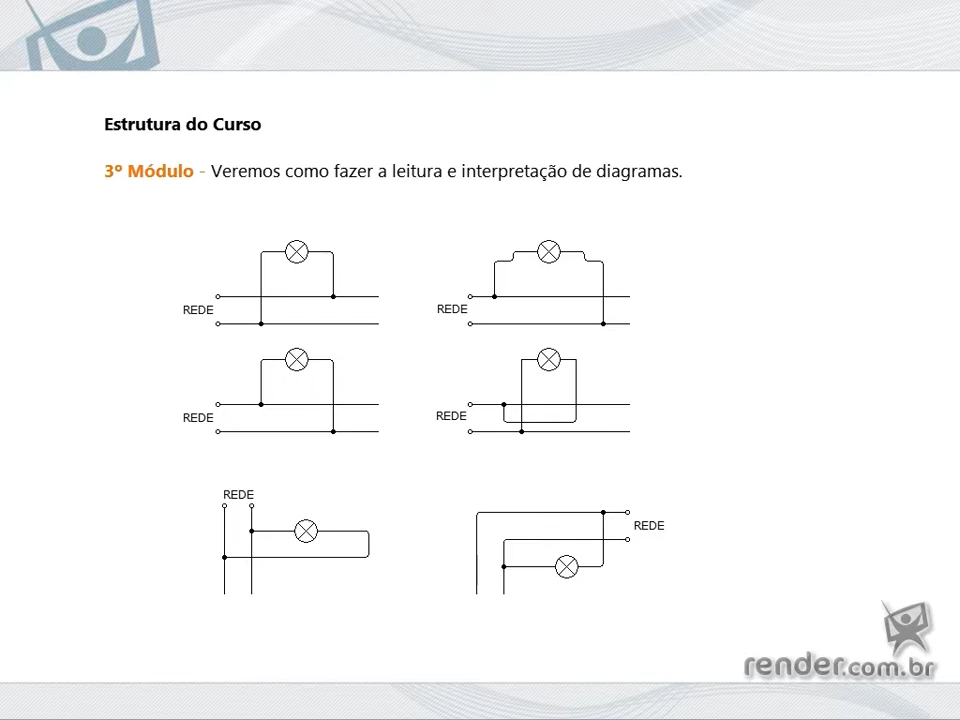 Estrutura do Curso
3º Módulo - Veremos como fazer a leitura e interpretação de diagramas.
REDE
REDE
REDE
REDE
REDE
REDE
render.com.br